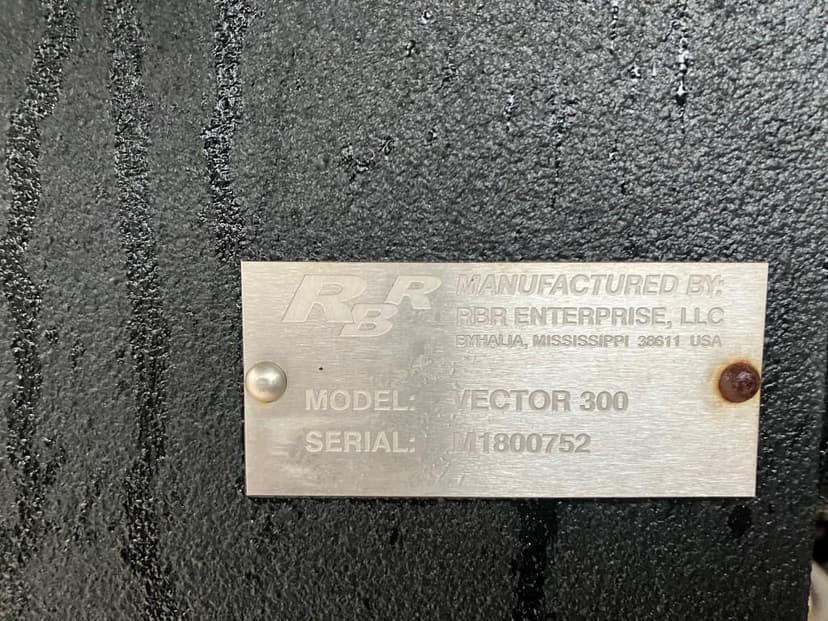 RBR
MANUFACTURED BY:
RBR ENTERPRISE, LLC
BYHALIA, MISSISSIPPI 38611 USA
MODEL: VECTOR 300
SERIAL: M1800752